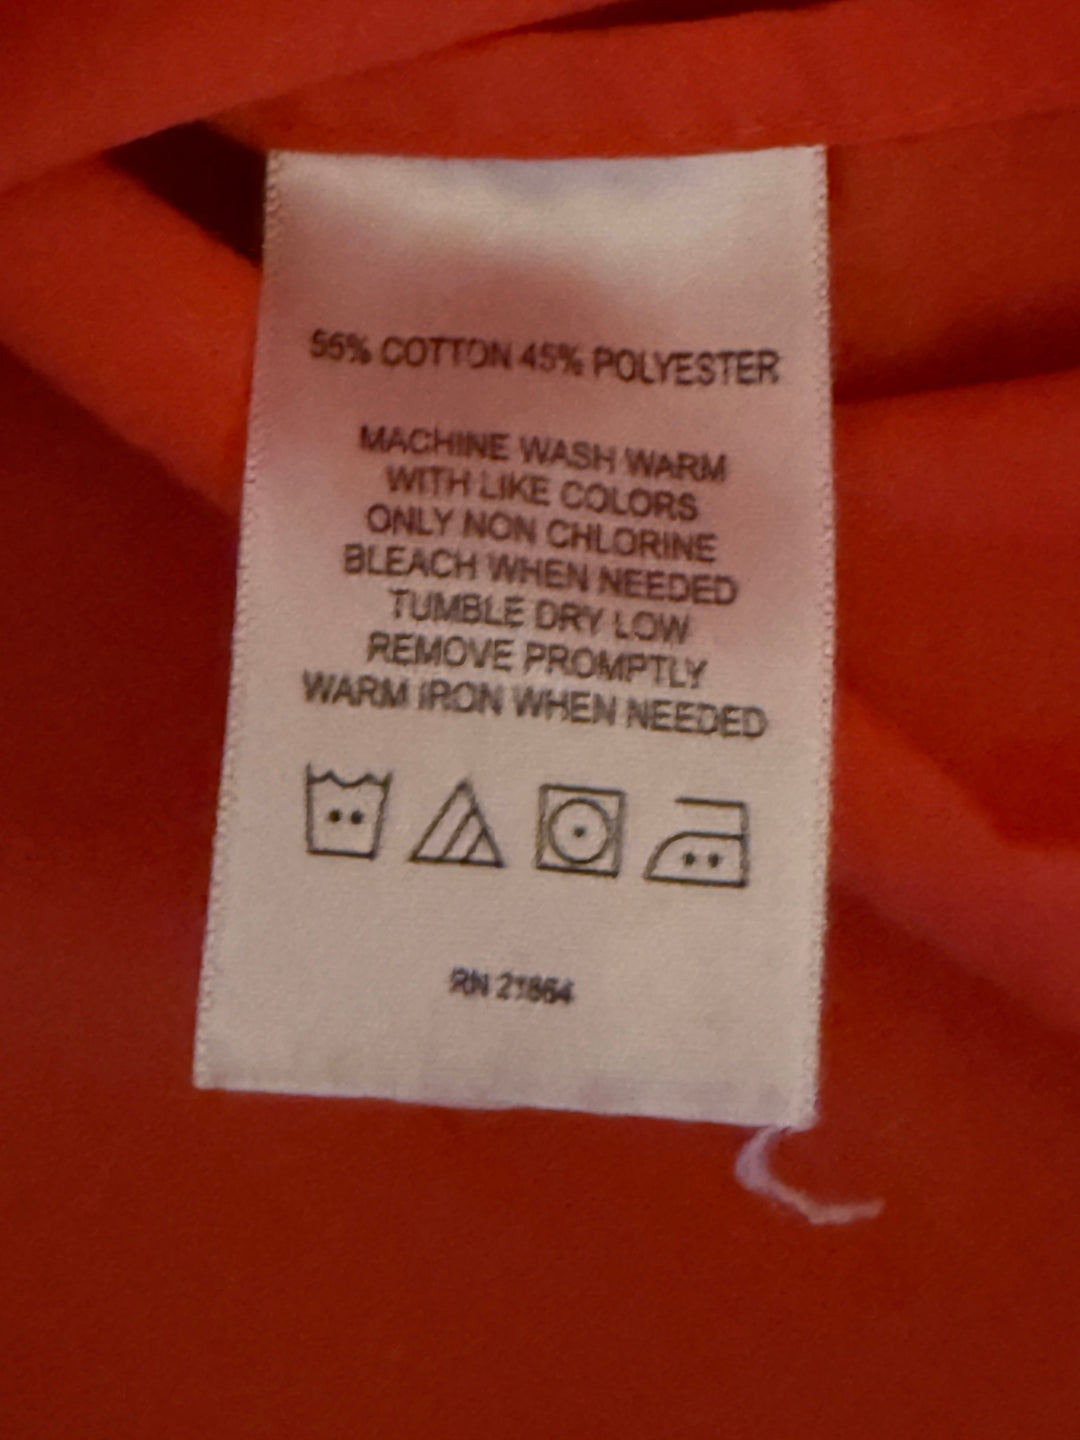 55% COTTON 45% POLYESTER
MACHINE WASH WARM
WITH LIKE COLORS
ONLY NON CHLORINE
BLEACH WHEN NEEDED
TUMBLE DRY LOW
REMOVE PROMPTLY
WARM IRON WHEN NEEDED
RN